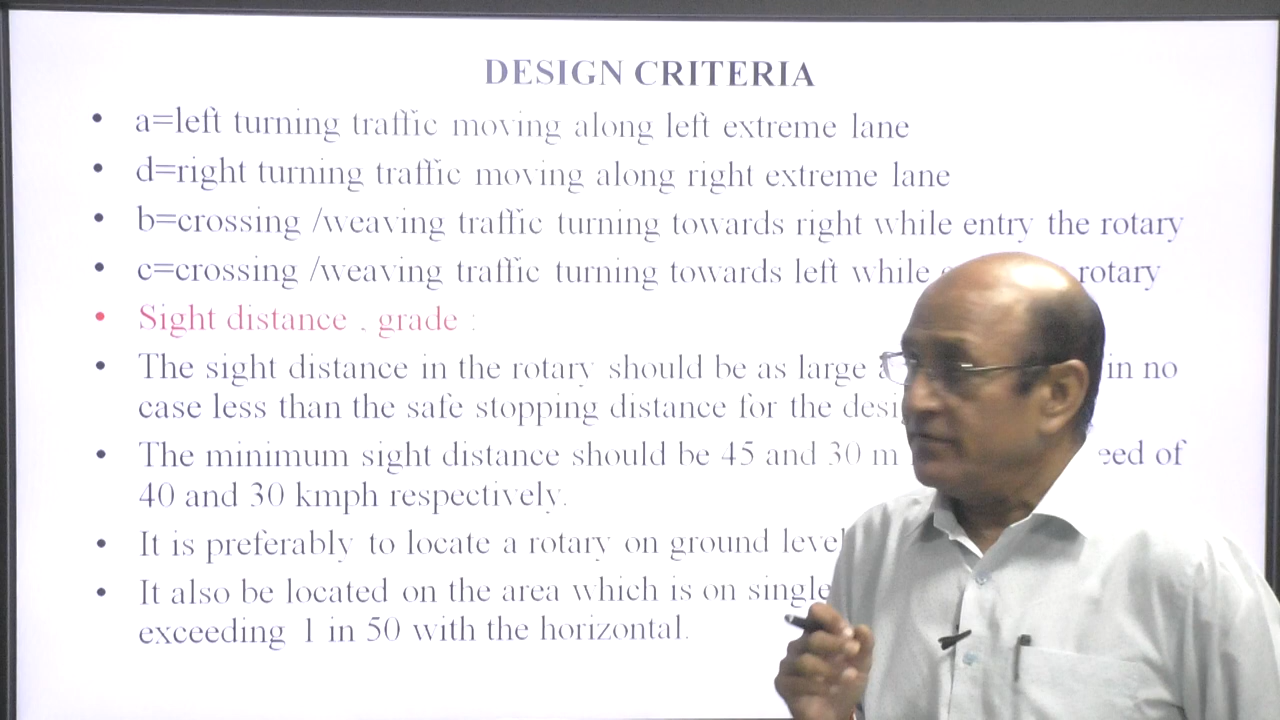 DESIGN CRITERIA
• a=left turning traffic moving along left extreme lane
• d=right turning traffic moving along right extreme lane
• b=crossing /weaving traffic turning towards right while entry the rotary
• c=crossing /weaving traffic turning towards left while rotary
• Sight distance , grade :
• The sight distance in the rotary should be as large in no
case less than the safe stopping distance for the
• The minimum sight distance should be 45 and 30 m of
40 and 30 kmph respectively.
• It is preferably to locate a rotary on ground level
• It also be located on the area which is on single
exceeding 1 in 50 with the horizontal.